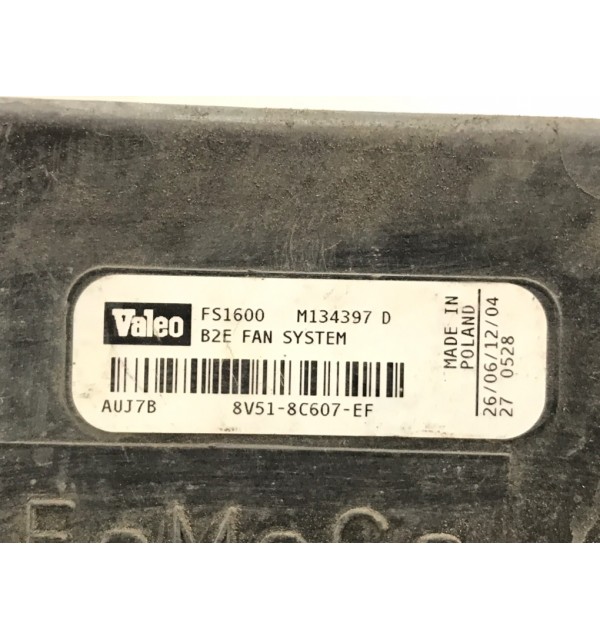 Valeo
FS1600 M134397 D
B2E FAN SYSTEM
AUJ7B 8V51-8C607-EF
MADE IN
POLAND
26/06/12/04
27 0528
FoMoCo